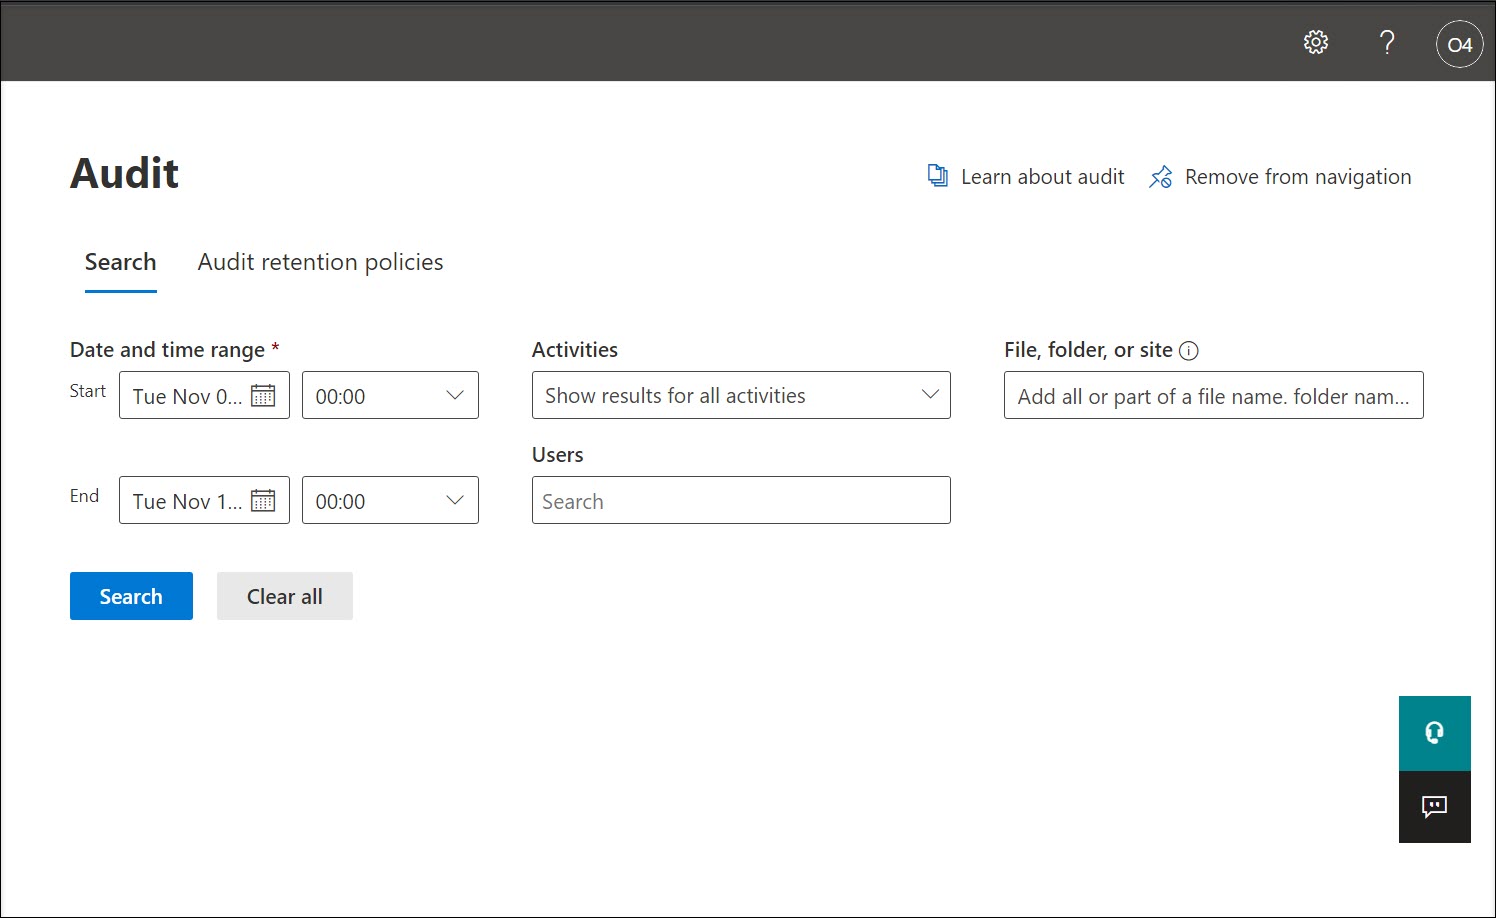 O4
Audit
Learn about audit
Remove from navigation
Search
Audit retention policies
Date and time range *
Activities
File, folder, or site
Start
Tue Nov 0...
00:00
Show results for all activities
Add all or part of a file name. folder nam...
Users
End
Tue Nov 1...
00:00
Search
Search
Clear all